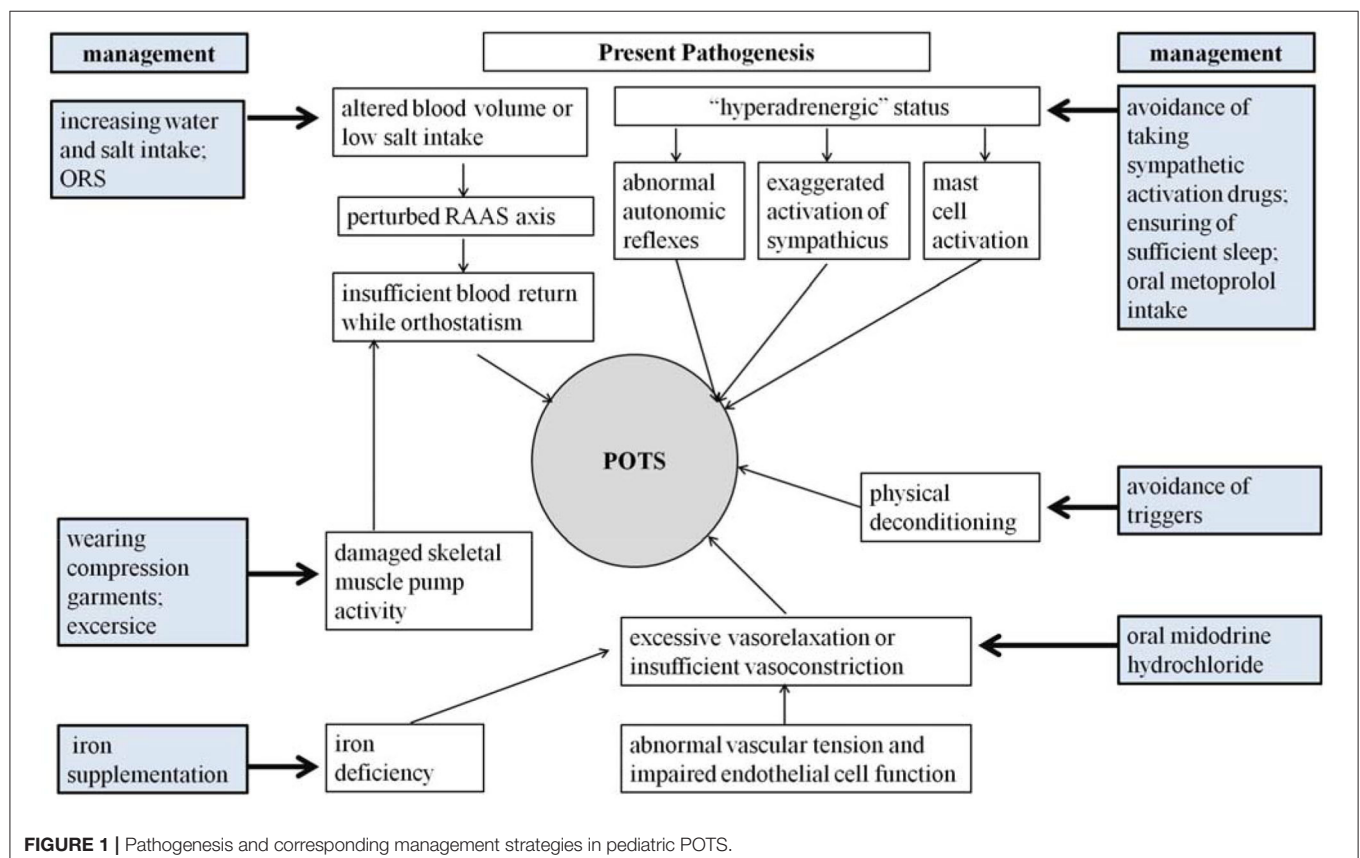 management
Present Pathogenesis
management
increasing water
and salt intake;
ORS
altered blood volume or
low salt intake
“hyperadrenergic” status
avoidance of
taking
sympathetic
activation drugs;
ensuring of
sufficient sleep;
oral metoprolol
intake
abnormal
autonomic
reflexes
exaggerated
activation of
sympathicus
mast
cell
activation
perturbed RAAS axis
insufficient blood return
while orthostatism
POTS
physical
deconditioning
avoidance of
triggers
wearing
compression
garments;
excersice
damaged skeletal
muscle pump
activity
excessive vasorelaxation or
insufficient vasoconstriction
oral midodrine
hydrochloride
iron
supplementation
iron
deficiency
abnormal vascular tension and
impaired endothelial cell function
FIGURE 1 | Pathogenesis and corresponding management strategies in pediatric POTS.